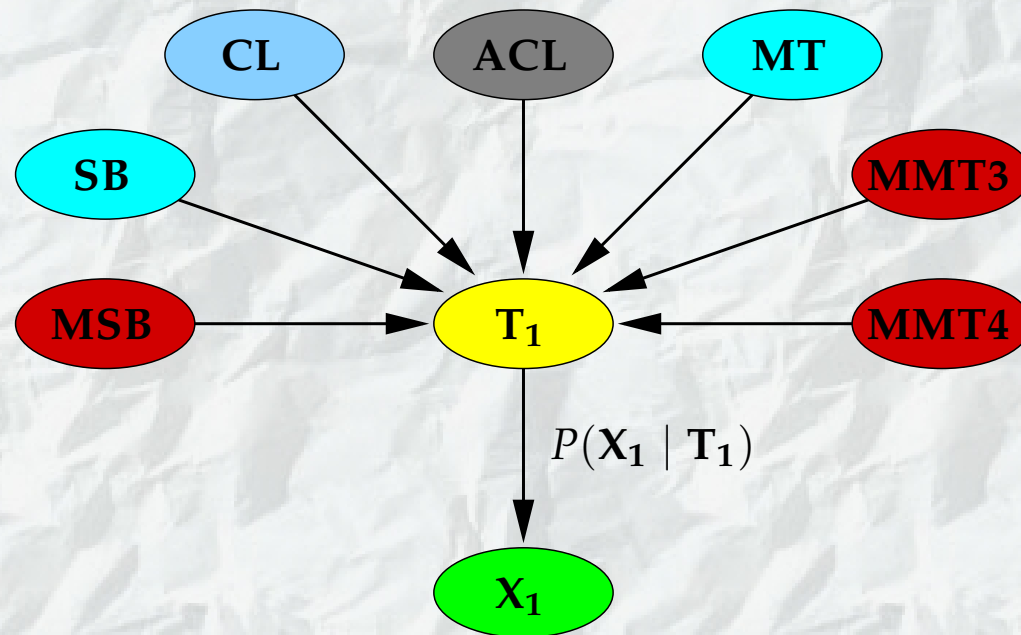 CL ACL MT
SB MMT3
MSB T₁ MMT4
P(X₁ | T₁)
X₁